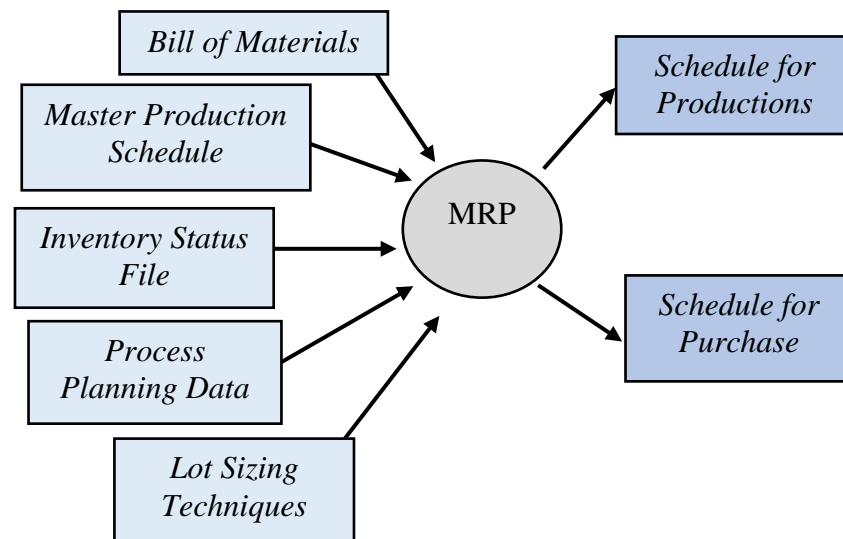 Bill of Materials
Master Production
Schedule
Inventory Status
File
Process
Planning Data
Lot Sizing
Techniques
MRP
Schedule for
Productions
Schedule for
Purchase